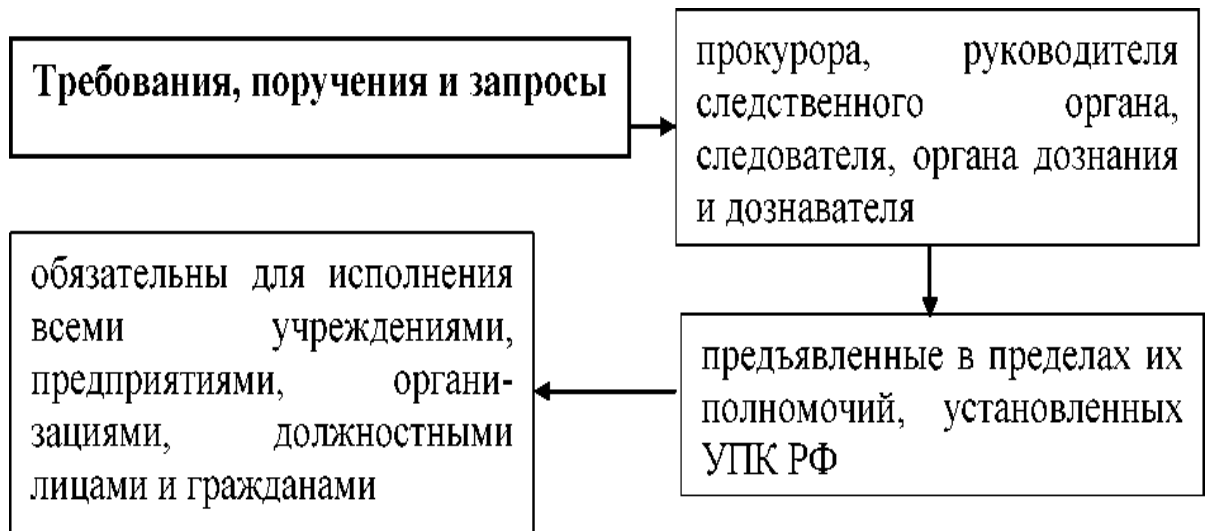 Требования, поручения и запросы
прокурора, руководителя
следственного органа,
следователя, органа дознания
и дознавателя
предъявленные в пределах их
полномочий, установленных
УПК РФ
обязательны для исполнения
всеми учреждениями,
предприятиями, органи-
зациями, должностными
лицами и гражданами